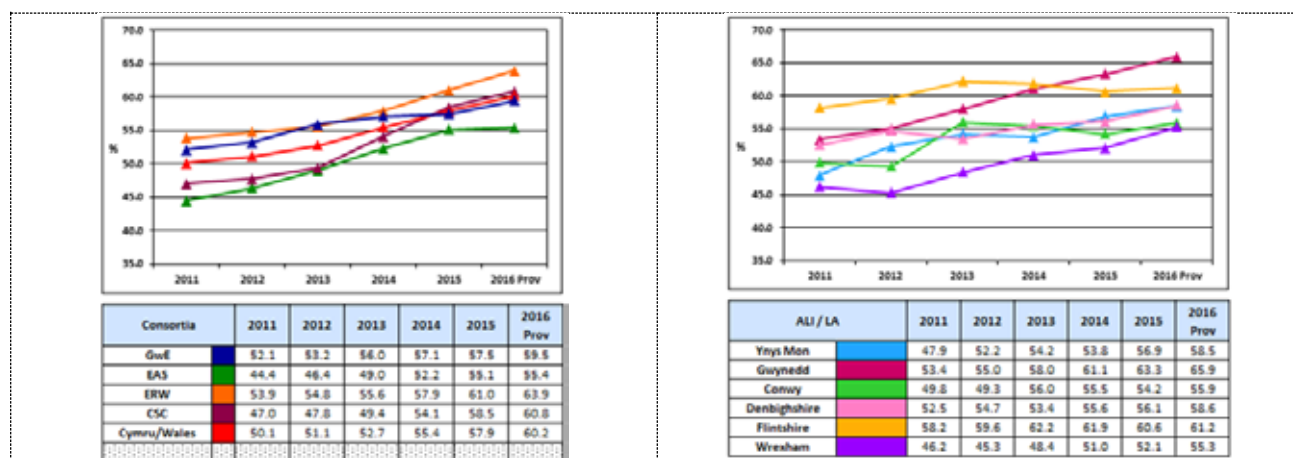 70.0
65.0
60.0
55.0
50.0
45.0
40.0
35.0
%
2011 2012 2013 2014 2015 2016 Prov
Consortia 2011 2012 2013 2014 2015 2016 Prov
GwE 52.1 53.2 56.0 57.1 57.5 59.5
EAS 44.4 46.4 49.0 52.2 55.1 55.4
ERW 53.9 54.8 55.6 57.9 61.0 63.9
CSC 47.0 47.8 49.4 54.1 58.5 60.8
Cymru/Wales 50.1 51.1 52.7 55.4 57.9 60.2
70.0
65.0
60.0
55.0
50.0
45.0
40.0
35.0
%
2011 2012 2013 2014 2015 2016 Prov
ALl / LA 2011 2012 2013 2014 2015 2016 Prov
Ynys Mon 47.9 52.2 54.2 53.8 56.9 58.5
Gwynedd 53.4 55.0 58.0 61.1 63.3 65.9
Conwy 49.8 49.3 56.0 55.5 54.2 55.9
Denbighshire 52.5 54.7 53.4 55.6 56.1 58.6
Flintshire 58.2 59.6 62.2 61.9 60.6 61.2
Wrexham 46.2 45.3 48.4 51.0 52.1 55.3